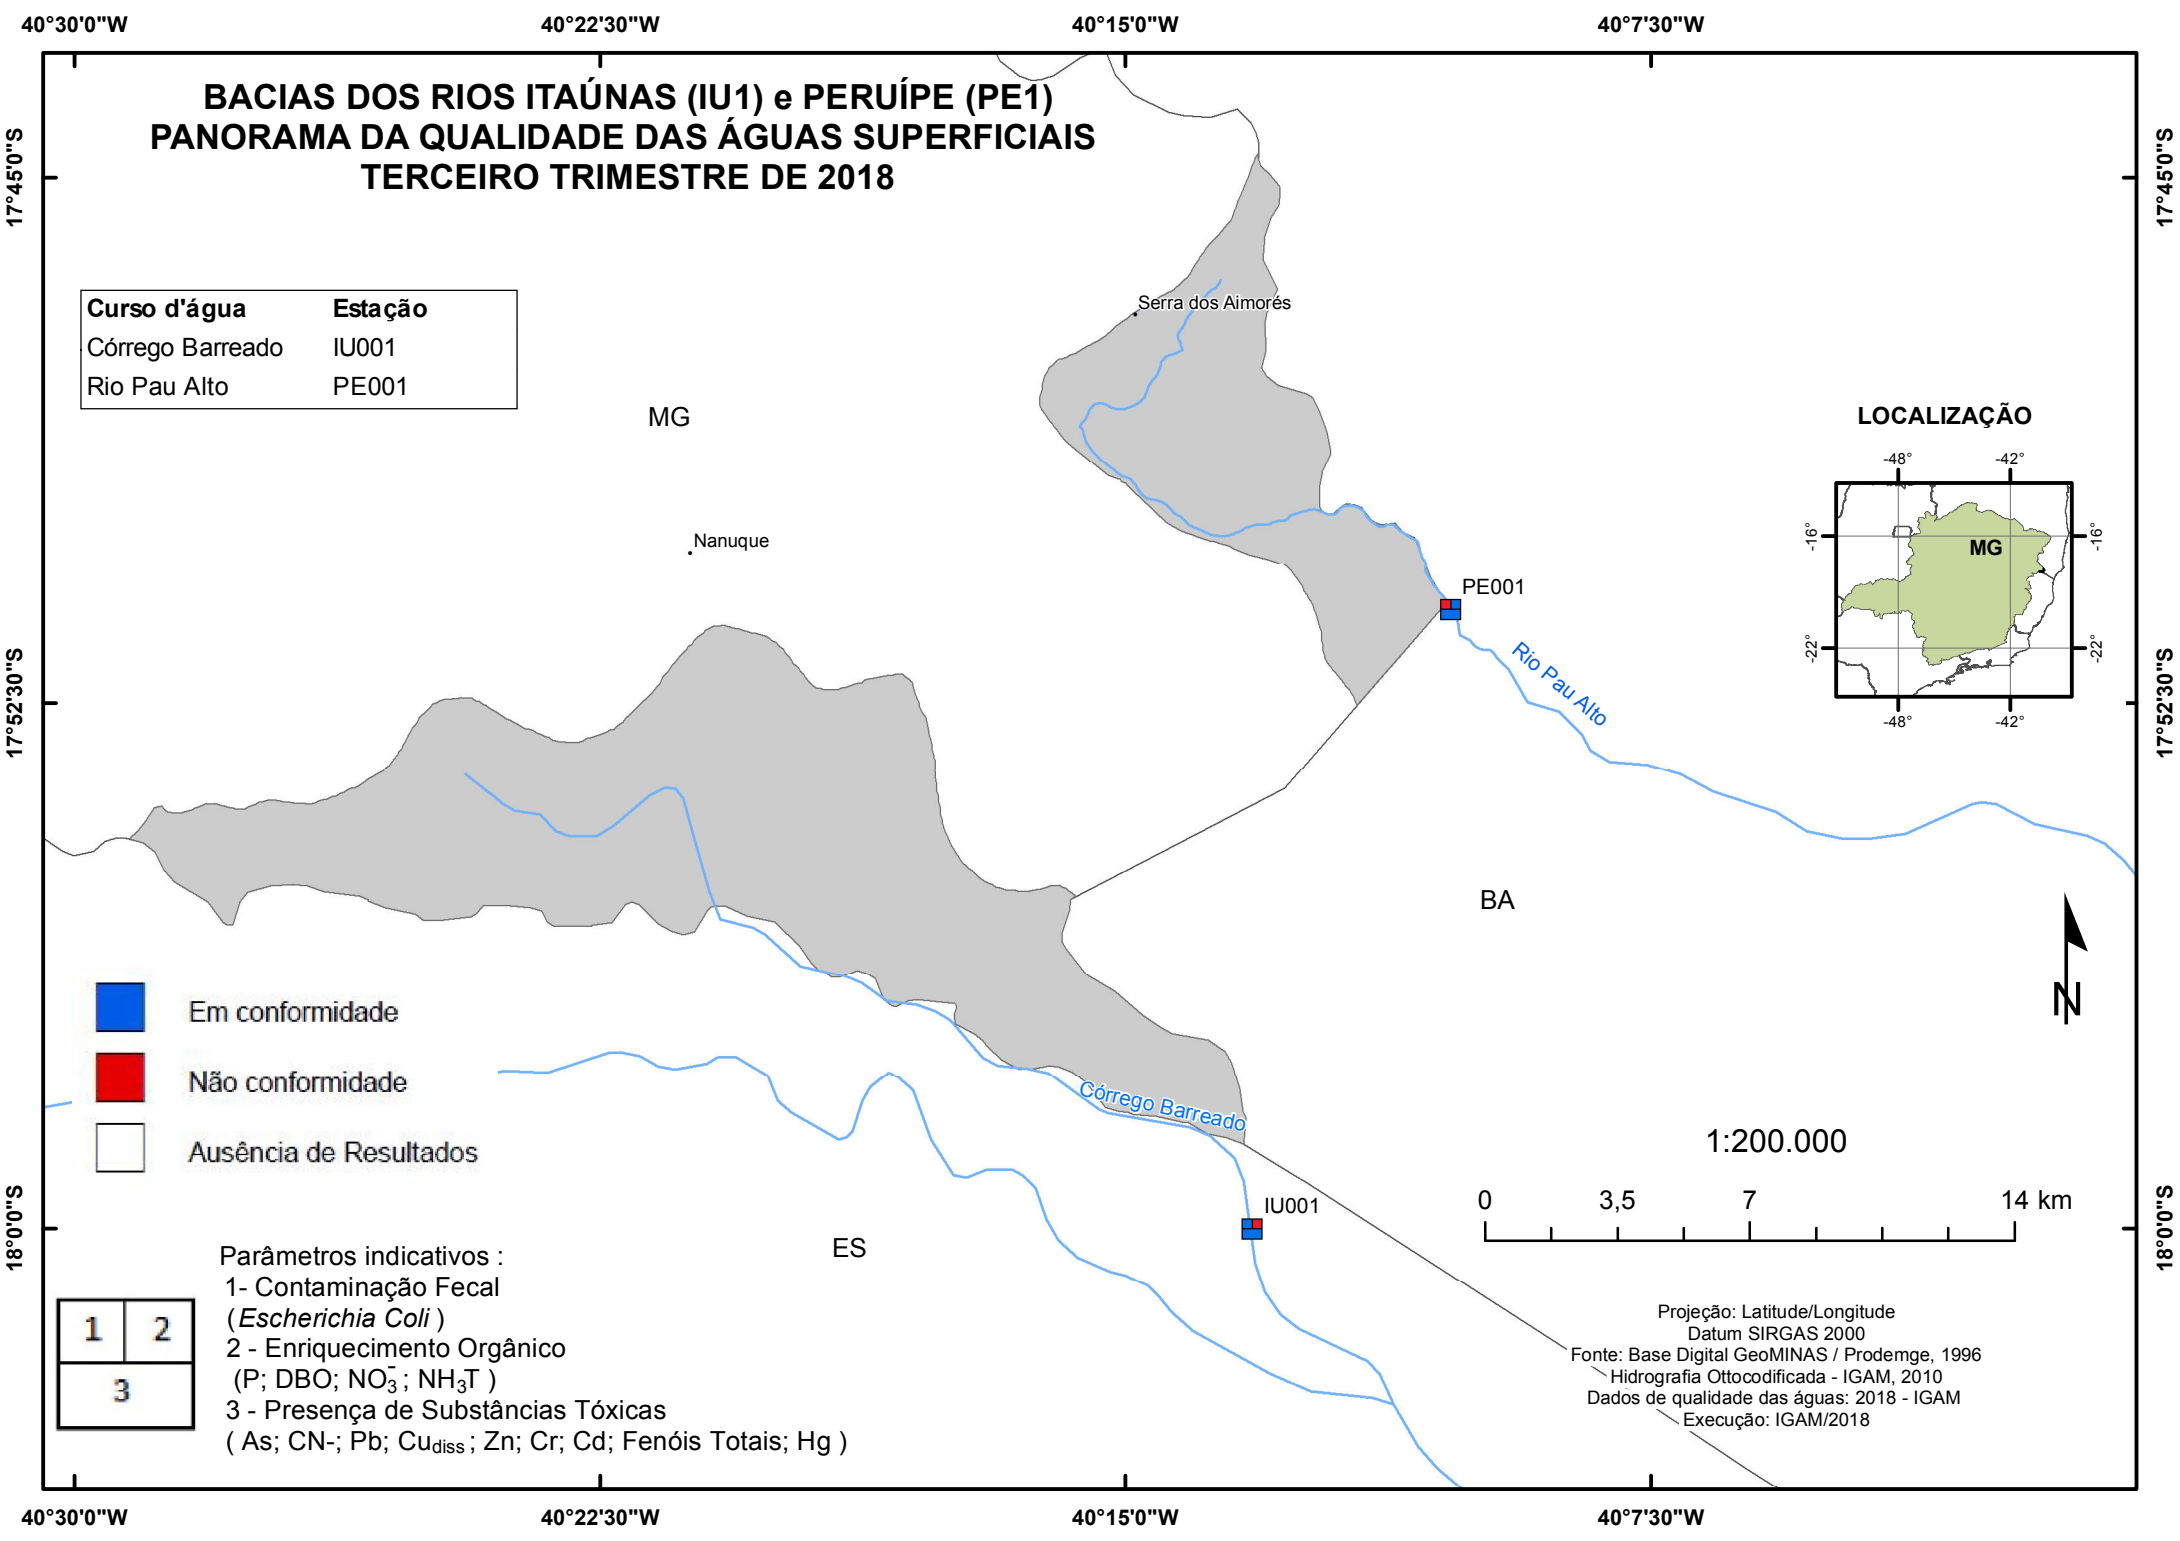 40°30'0"W 40°22'30"W 40°15'0"W 40°7'30"W
BACIAS DOS RIOS ITAÚNAS (IU1) e PERUÍPE (PE1)
PANORAMA DA QUALIDADE DAS ÁGUAS SUPERFICIAIS
TERCEIRO TRIMESTRE DE 2018
17°45'0"S
17°45'0"S
Curso d'água Estação
Córrego Barreado IU001
Rio Pau Alto PE001
Serra dos Aimorés
MG
Nanuque
LOCALIZAÇÃO
-48° -42°
-16°
-16°
MG
-22°
-22°
-48° -42°
PE001
Rio Pau Alto
17°52'30"S
17°52'30"S
BA
N
Em conformidade
Não conformidade
Ausência de Resultados
Córrego Barreado
1:200.000
0 3,5 7 14 km
IU001
ES
18°0'0"S
18°0'0"S
Parâmetros indicativos :
1- Contaminação Fecal
(Escherichia Coli )
2 - Enriquecimento Orgânico
(P; DBO; NO₃⁻; NH₃T )
3 - Presença de Substâncias Tóxicas
( As; CN-; Pb; Cu diss ; Zn; Cr; Cd; Fenóis Totais; Hg )
1 2
3
Projeção: Latitude/Longitude
Datum SIRGAS 2000
Fonte: Base Digital GeoMINAS / Prodemge, 1996
Hidrografia Ottocodificada - IGAM, 2010
Dados de qualidade das águas: 2018 - IGAM
Execução: IGAM/2018
40°30'0"W 40°22'30"W 40°15'0"W 40°7'30"W